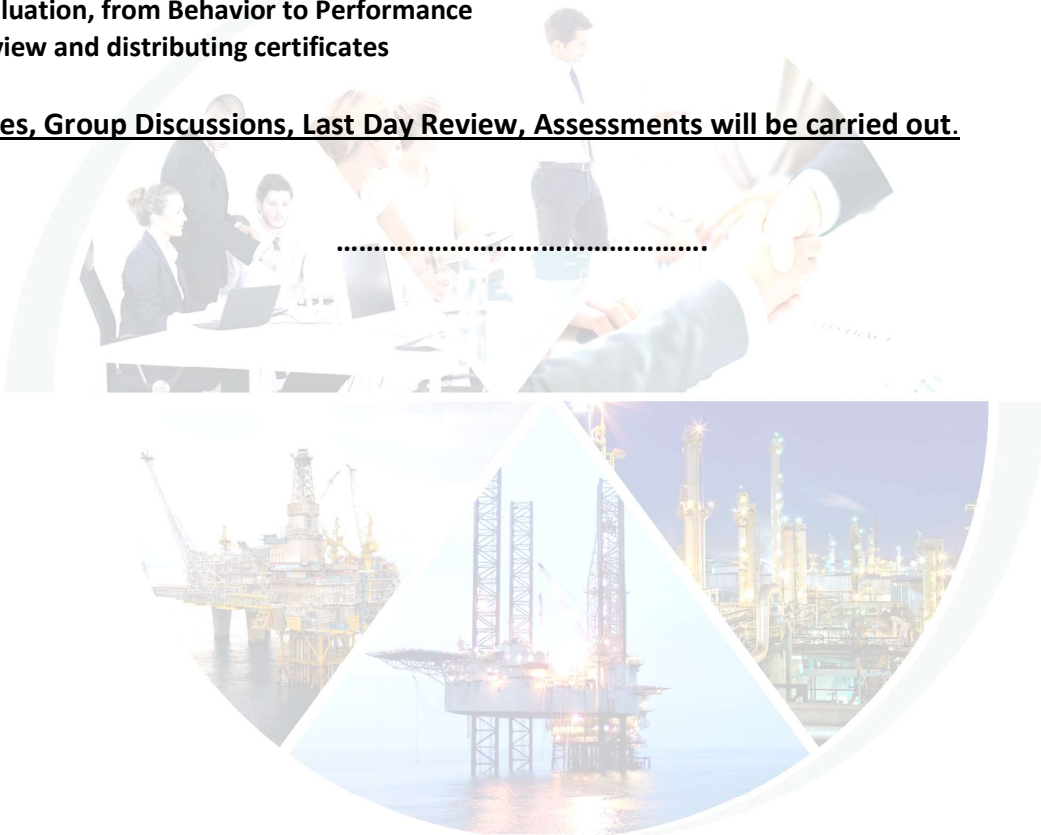 luation, from Behavior to Performance
view and distributing certificates
es, Group Discussions, Last Day Review, Assessments will be carried out.
…………………………………………
CONTRACT